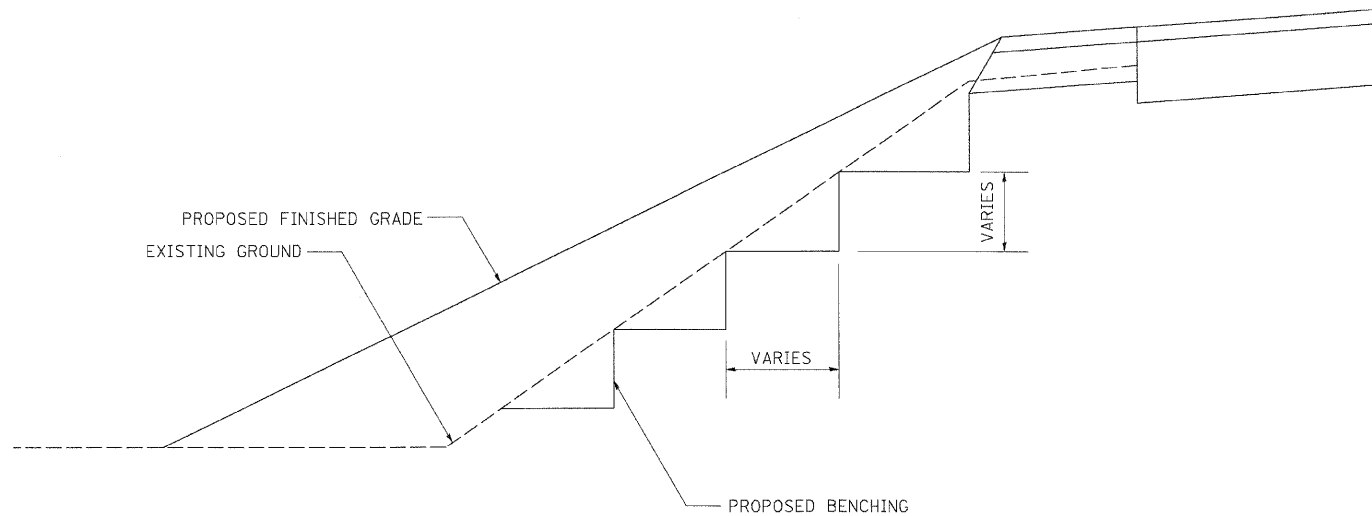 PROPOSED FINISHED GRADE
EXISTING GROUND
VARIES
VARIES
PROPOSED BENCHING